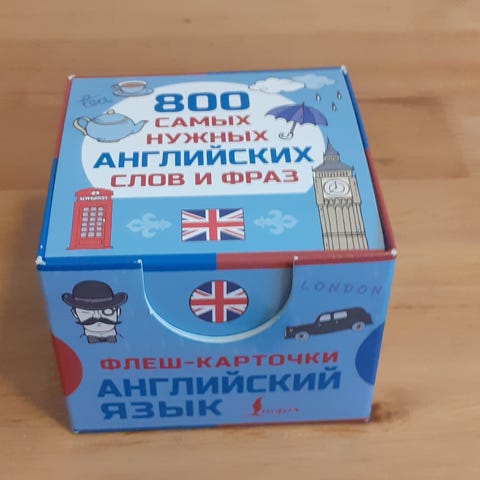 tea
800
САМЫХ
НУЖНЫХ
АНГЛИЙСКИХ
СЛОВ И ФРАЗ
LONDON
ФЛЕШ-КАРТОЧКИ
АНГЛИЙСКИЙ
ЯЗЫК